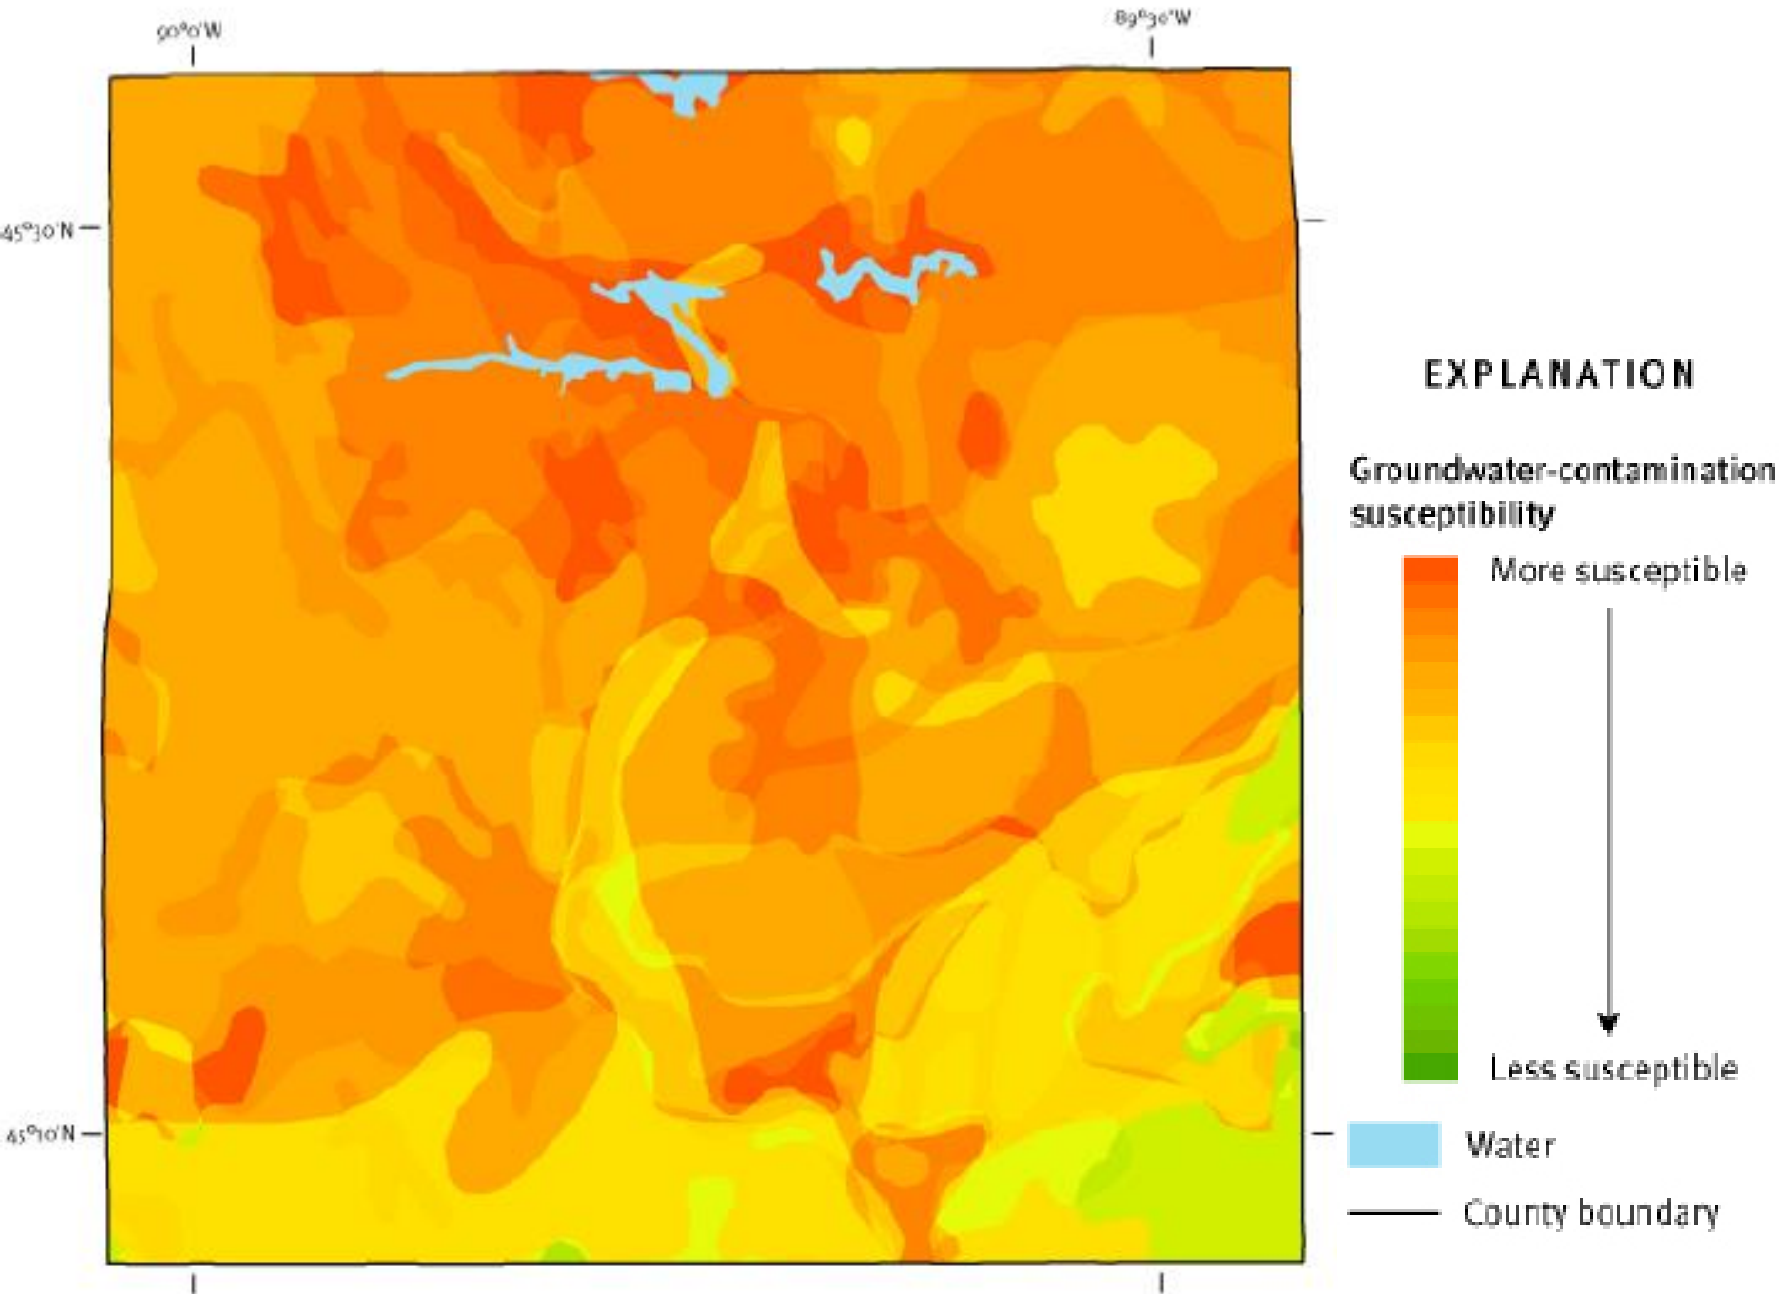 90°0'W
89°30'W
45°30'N
EXPLANATION
Groundwater-contamination
susceptibility
More susceptible
Less susceptible
45°10'N
Water
County boundary